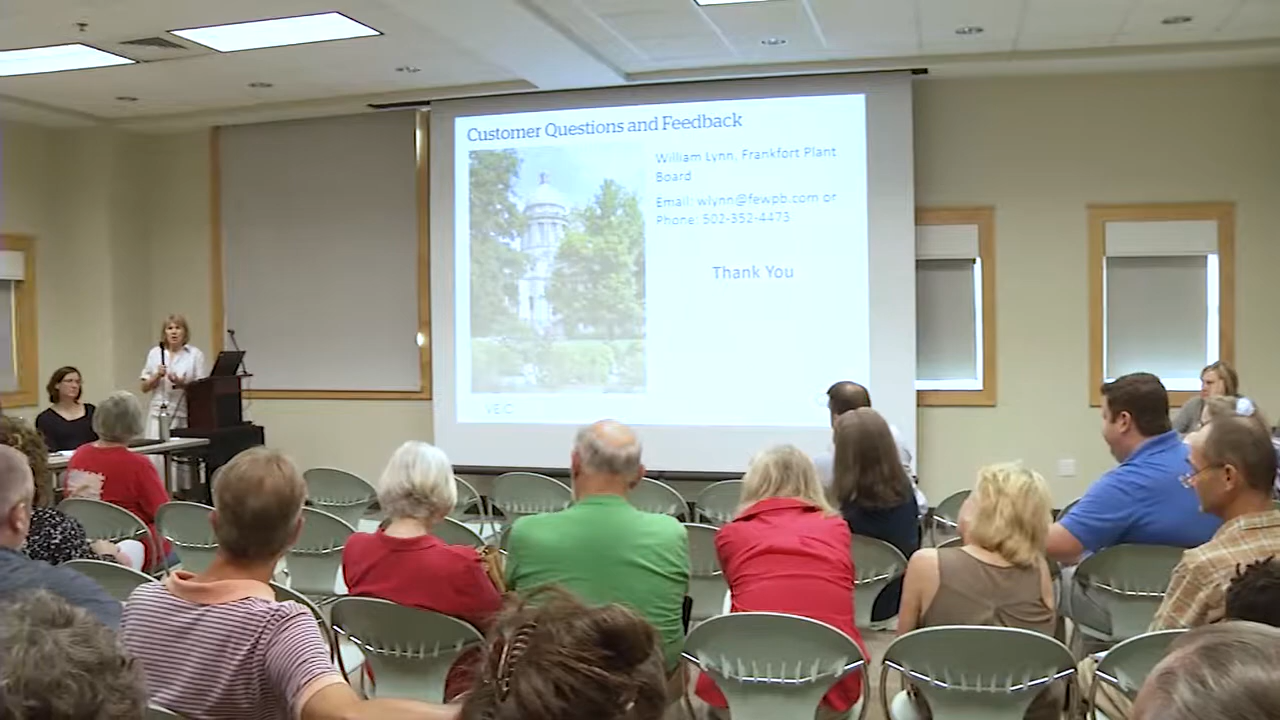 Customer Questions and Feedback
William Lynn, Frankfort Plant
Board
Email: wlynn@fewpb.com or
Phone: 502-352-4473
Thank You
VEIC